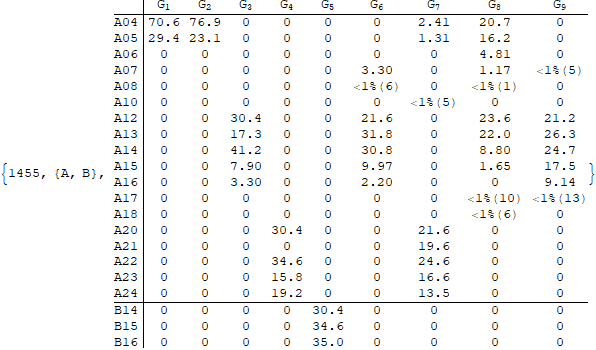 G₁ G₂ G₃ G₄ G₅ G₆ G₇ G₈ G₉
A04 70.6 76.9 0 0 0 0 2.41 20.7 0
A05 29.4 23.1 0 0 0 0 1.31 16.2 0
A06 0 0 0 0 0 0 0 4.81 0
A07 0 0 0 0 0 3.30 0 1.17 <1%(5)
A08 0 0 0 0 0 <1%(6) 0 <1%(1) 0
A10 0 0 0 0 0 0 <1%(5) 0 0
A12 0 0 30.4 0 0 21.6 0 23.6 21.2
A13 0 0 17.3 0 0 31.8 0 22.0 26.3
A14 0 0 41.2 0 0 30.8 0 8.80 24.7
{1455, {A, B}, A15 0 0 7.90 0 0 9.97 0 1.65 17.5 }
A16 0 0 3.30 0 0 2.20 0 0 9.14
A17 0 0 0 0 0 0 0 <1%(10) <1%(13)
A18 0 0 0 0 0 0 0 <1%(6) 0
A20 0 0 0 30.4 0 0 21.6 0 0
A21 0 0 0 0 0 0 19.6 0 0
A22 0 0 0 34.6 0 0 24.6 0 0
A23 0 0 0 15.8 0 0 16.6 0 0
A24 0 0 0 19.2 0 0 13.5 0 0
B14 0 0 0 0 30.4 0 0 0 0
B15 0 0 0 0 34.6 0 0 0 0
B16 0 0 0 0 35.0 0 0 0 0